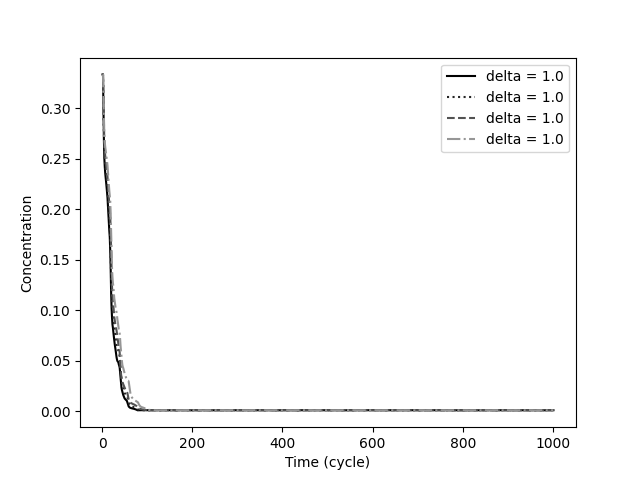 delta = 1.0
delta = 1.0
delta = 1.0
delta = 1.0
0.30
0.25
0.20
0.15
0.10
0.05
0.00
Concentration
0 200 400 600 800 1000
Time (cycle)